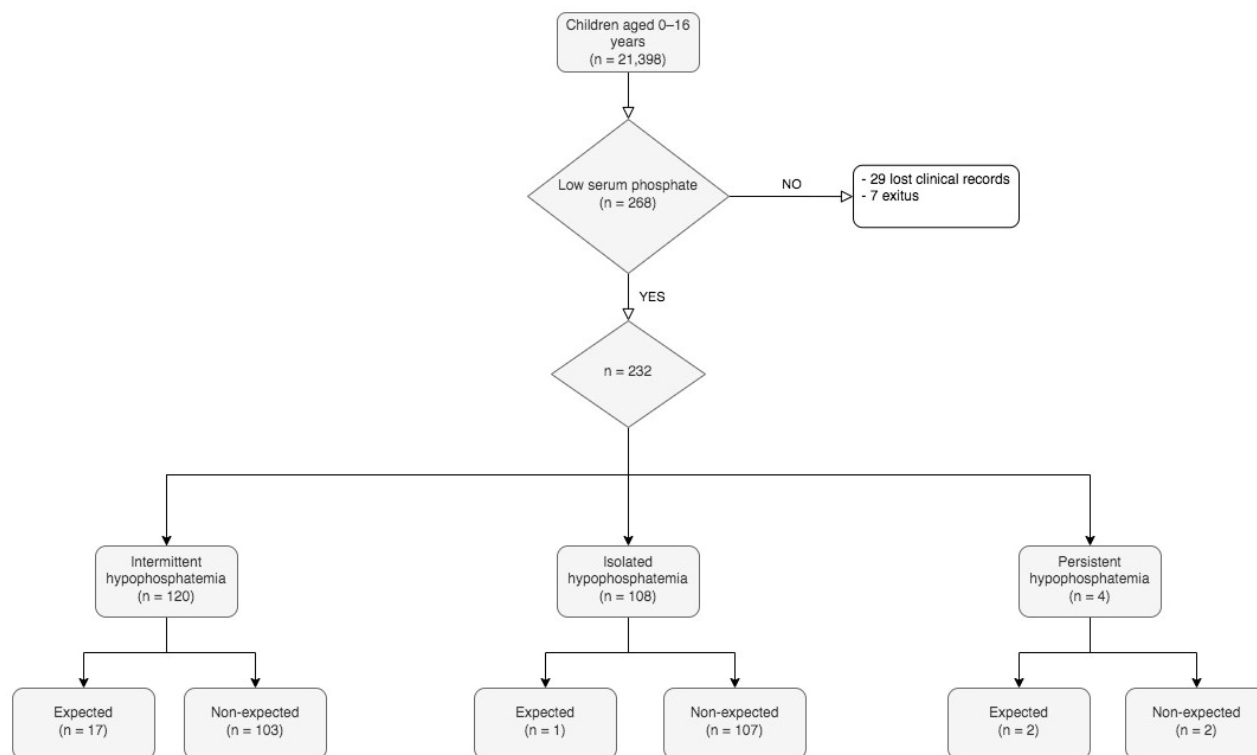 Children aged 0–16
years
(n = 21,398)
Low serum phosphate
(n = 268)
NO
- 29 lost clinical records
- 7 exitus
YES
n = 232
Intermittent
hypophosphatemia
(n = 120)
Isolated
hypophosphatemia
(n = 108)
Persistent
hypophosphatemia
(n = 4)
Expected
(n = 17)
Non-expected
(n = 103)
Expected
(n = 1)
Non-expected
(n = 107)
Expected
(n = 2)
Non-expected
(n = 2)